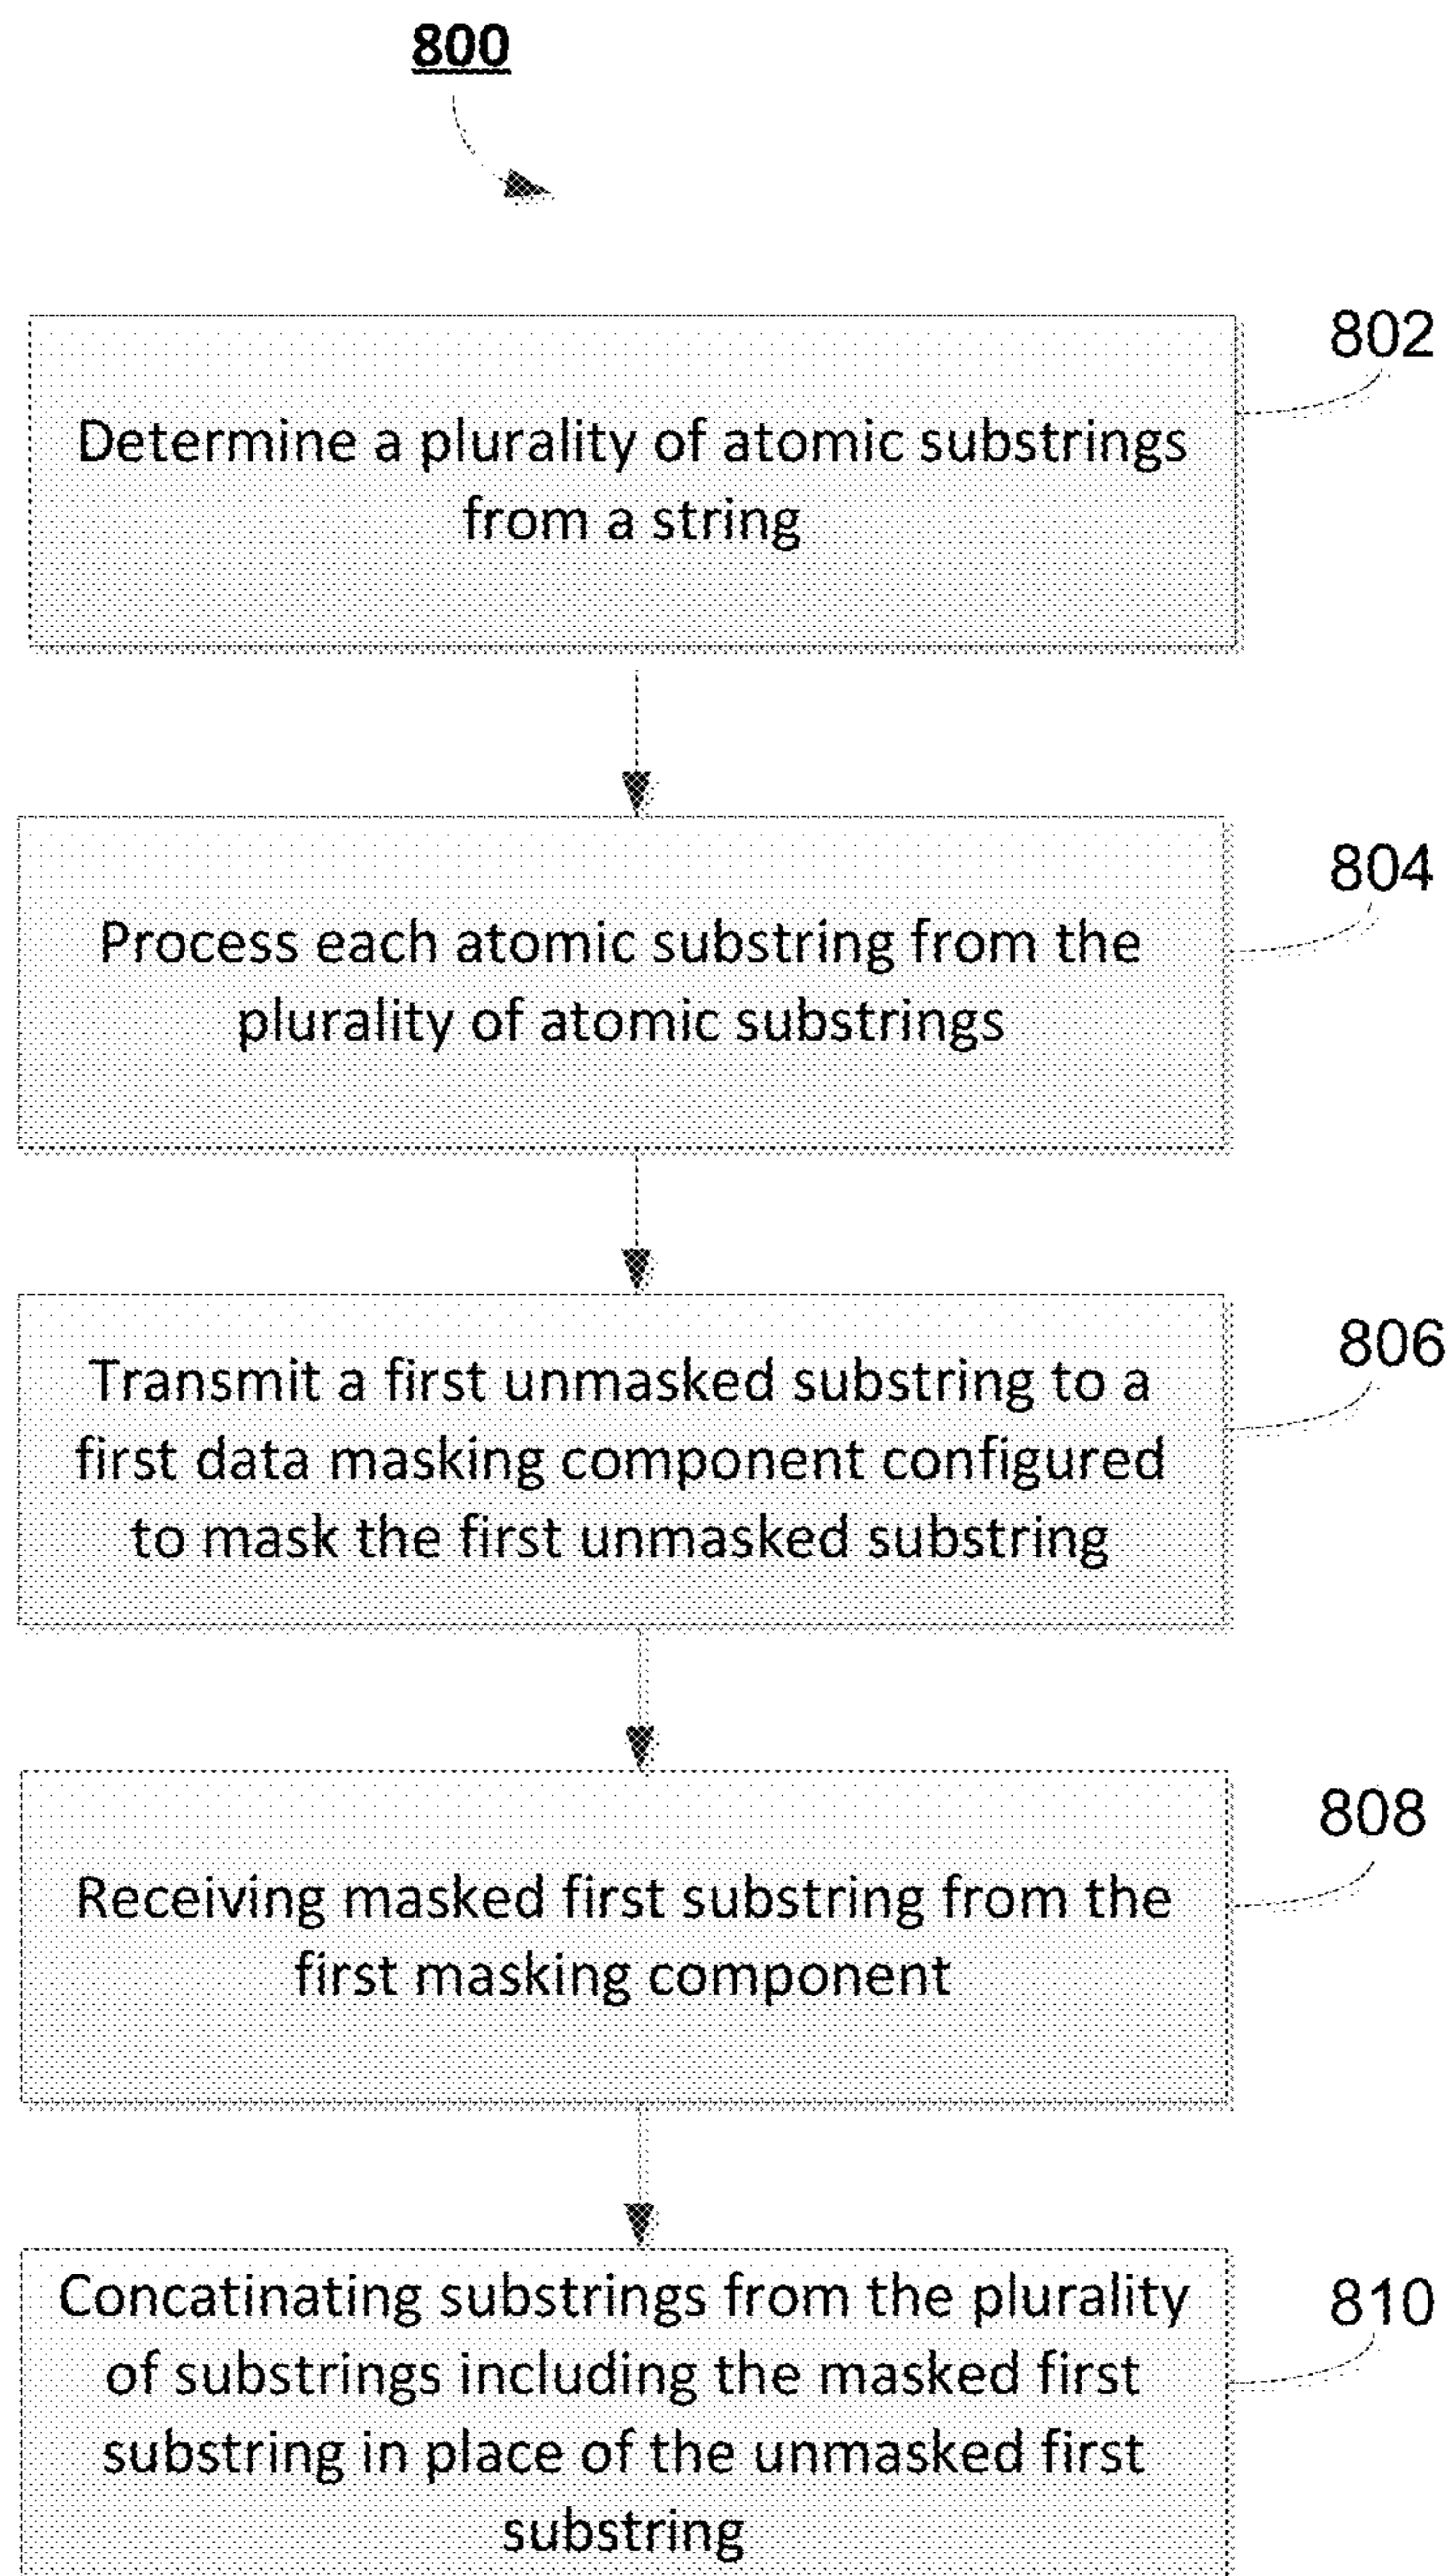 800
802
Determine a plurality of atomic substrings
from a string
804
Process each atomic substring from the
plurality of atomic substrings
806
Transmit a first unmasked substring to a
first data masking component configured
to mask the first unmasked substring
808
Receiving masked first substring from the
first masking component
810
Concatinating substrings from the plurality
of substrings including the masked first
substring in place of the unmasked first
substring